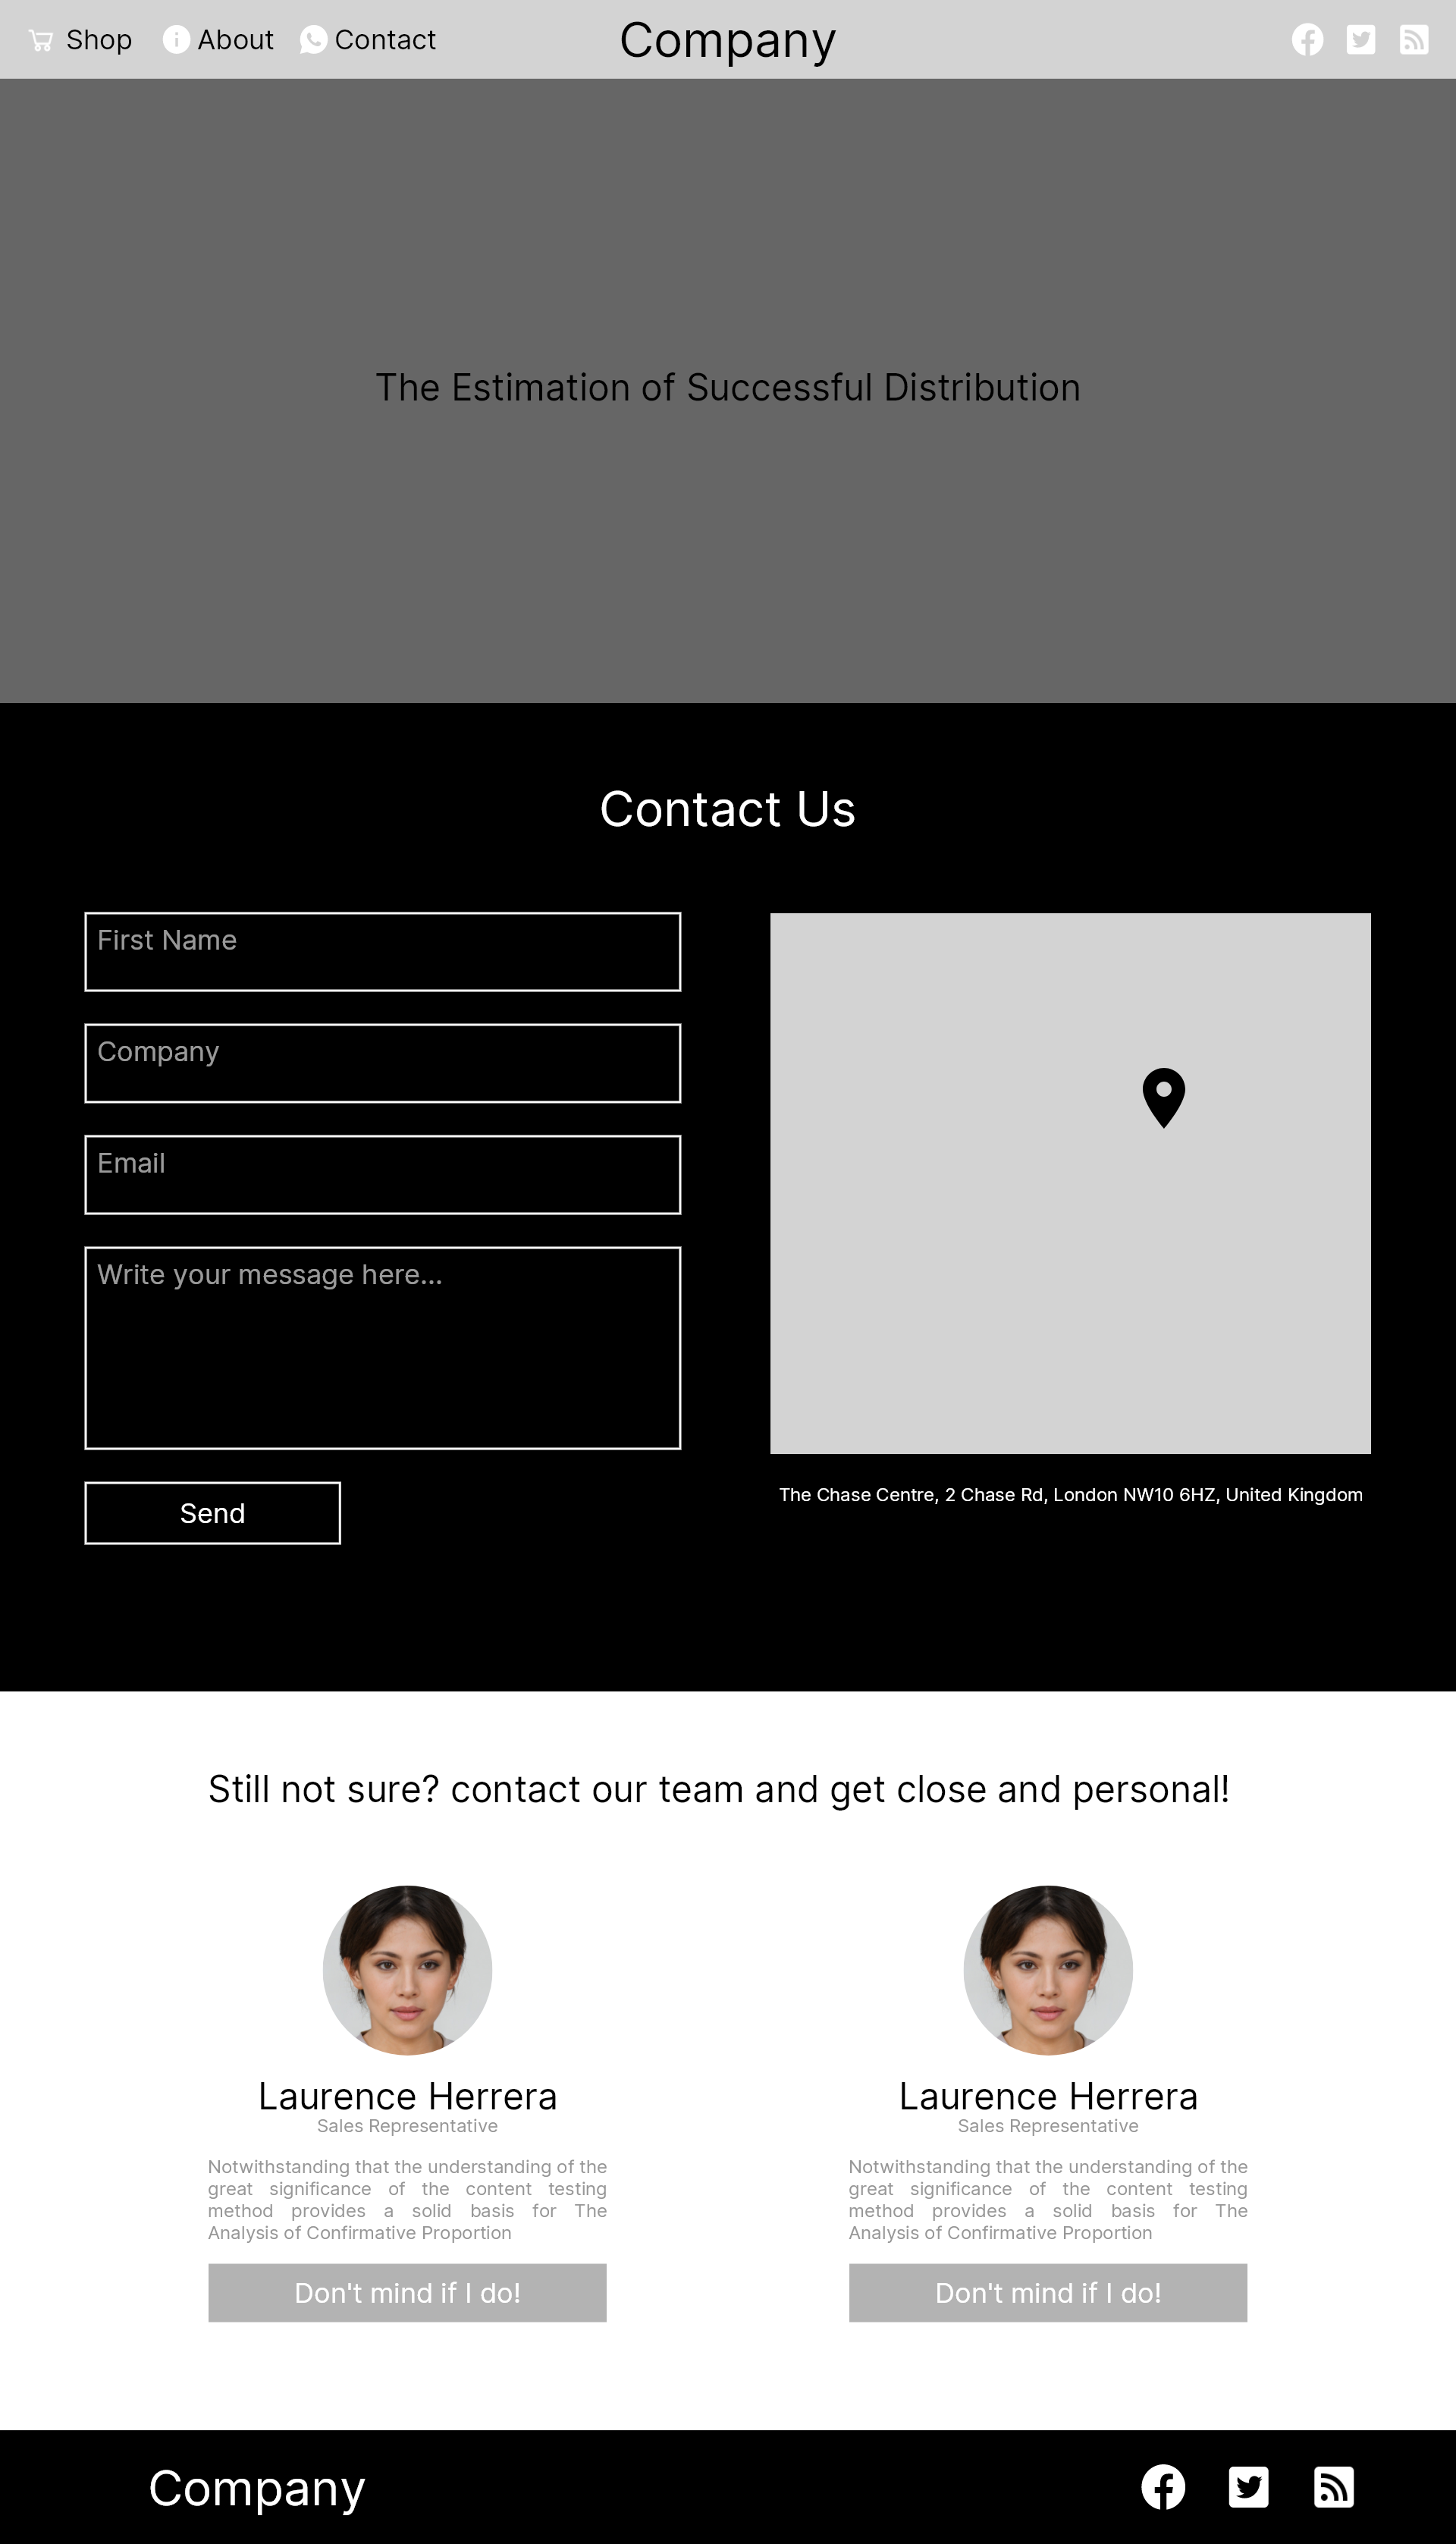 Shop
About
Contact
Company
The Estimation of Successful Distribution
Contact Us
First Name
Company
Email
Write your message here...
Send
The Chase Centre, 2 Chase Rd, London NW10 6HZ, United Kingdom
Still not sure? contact our team and get close and personal!
Laurence Herrera
Sales Representative
Notwithstanding that the understanding of the
great significance of the content testing
method provides a solid basis for The
Analysis of Confirmative Proportion
Don't mind if I do!
Laurence Herrera
Sales Representative
Notwithstanding that the understanding of the
great significance of the content testing
method provides a solid basis for The
Analysis of Confirmative Proportion
Don't mind if I do!
Company